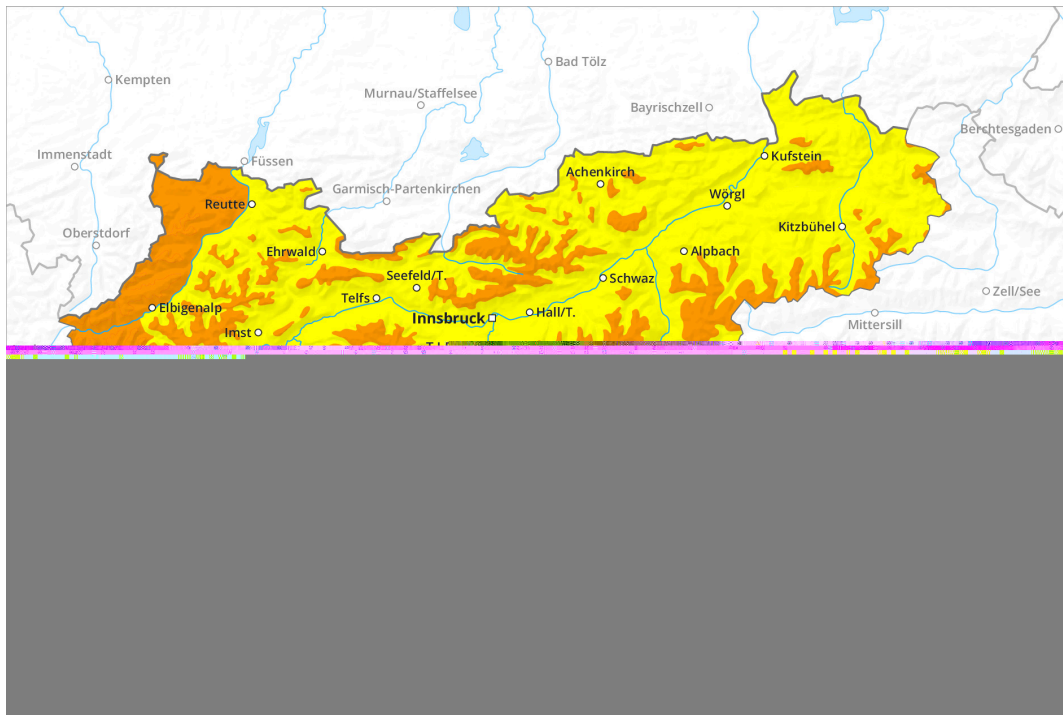 Bad Tölz
Kempten
Murnau/Staffelsee
Bayrischzell
Berchtesgaden
Immenstadt
Füssen
Kufstein
Achenkirch
Garmisch-Partenkirchen
Wörgl
Reutte
Kitzbühel
Oberstdorf
Ehrwald
Alpbach
Seefeld/T.
Schwaz
Zell/See
Telfs
Elbigenalp
Innsbruck
Hall/T.
Mittersill
Imst